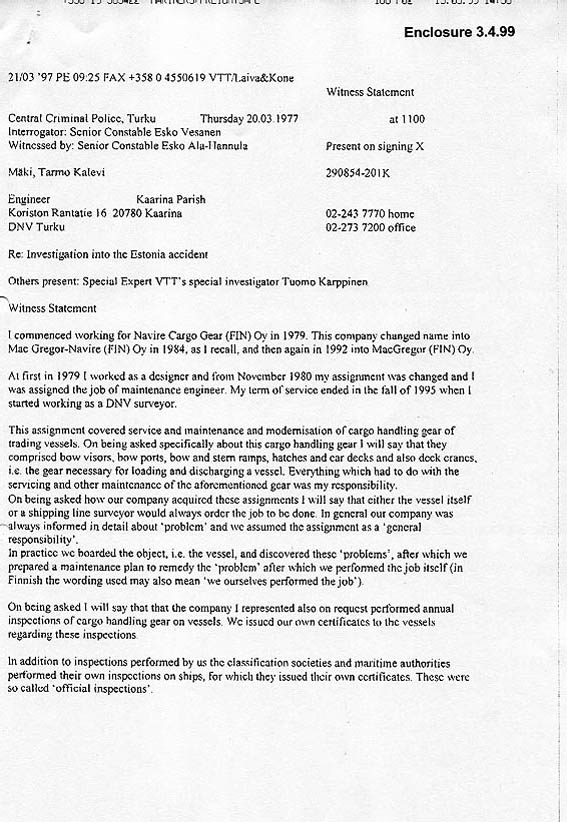 Enclosure 3.4.99
21/03 '97 PE 09:25 FAX +358 0 4550619 VTT/Laiva&Kone
Witness Statement
Central Criminal Police, Turku Thursday 20.03.1977 at 1100
Interrogator: Senior Constable Esko Vesanen
Witnessed by: Senior Constable Esko Ala-Hannula Present on signing X
Mäki, Tarmo Kalevi 290854-201K
Engineer Kaarina Parish
Koriston Rantatie 16 20780 Kaarina 02-243 7770 home
DNV Turku 02-273 7200 office
Re: Investigation into the Estonia accident
Others present: Special Expert VTT's special investigator Tuomo Karppinen
Witness Statement
I commenced working for Navire Cargo Gear (FIN) Oy in 1979. This company changed name into
Mac Gregor-Navire (FIN) Oy in 1984, as I recall, and then again in 1992 into MacGregor (FIN) Oy.
At first in 1979 I worked as a designer and from November 1980 my assignment was changed and I
was assigned the job of maintenance engineer. My term of service ended in the fall of 1995 when I
started working as a DNV surveyor.
This assignment covered service and maintenance and modernisation of cargo handling gear of
trading vessels. On being asked specifically about this cargo handling gear I will say that they
comprised bow visors, bow ports, bow and stern ramps, hatches and car decks and also deck cranes,
i.e. the gear necessary for loading and discharging a vessel. Everything which had to do with the
servicing and other maintenance of the aforementioned gear was my responsibility.
On being asked how our company acquired these assignments I will say that either the vessel itself
or a shipping line surveyor would always order the job to be done. In general our company was
always informed in detail about 'problem' and we assumed the assignment as a 'general
responsibility'.
In practice we boarded the object, i.e. the vessel, and discovered these 'problems', after which we
prepared a maintenance plan to remedy the 'problem' after which we performed the job itself (in
Finnish the wording used may also mean 'we ourselves performed the job').
On being asked I will say that that the company I represented also on request performed annual
inspections of cargo handling gear on vessels. We issued our own certificates to the vessels
regarding these inspections
In addition to inspections performed by us the classification societies and maritime authorities
performed their own inspections on ships, for which they issued their own certificates. These were
so called 'official inspections'.